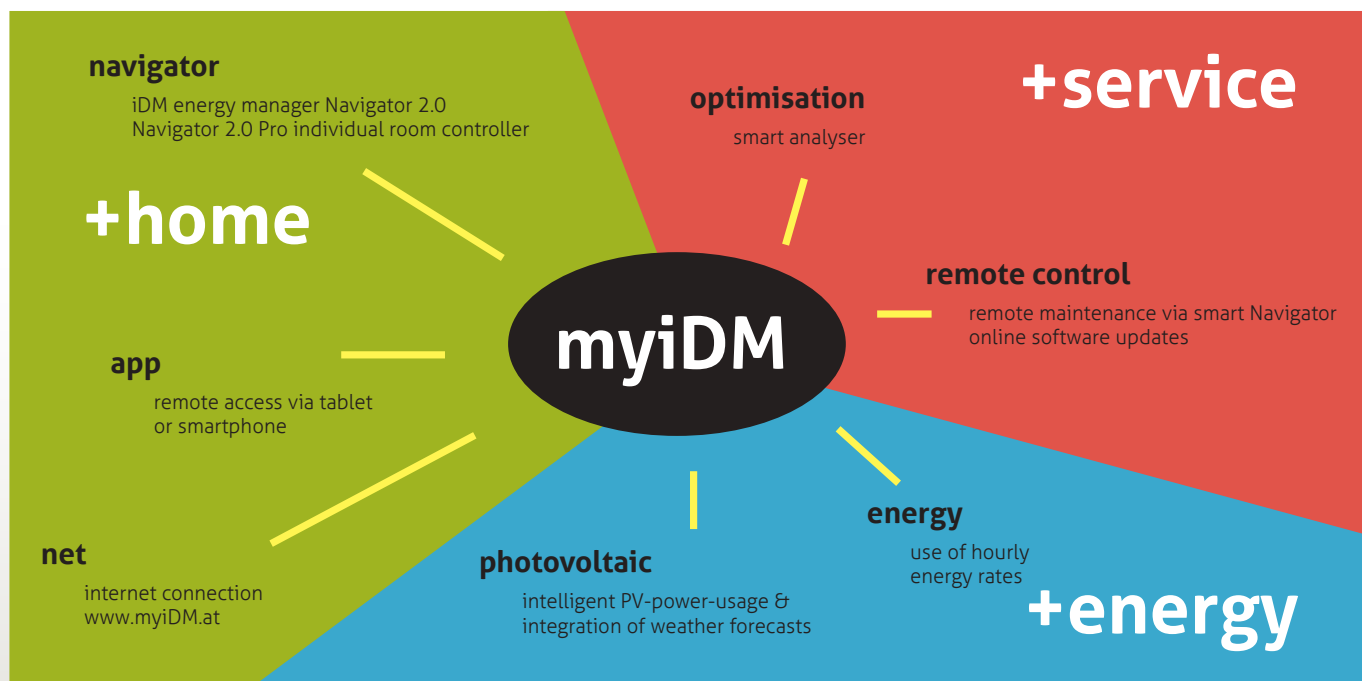 navigator
iDM energy manager Navigator 2.0
Navigator 2.0 Pro individual room controller
+home
app
remote access via tablet
or smartphone
net
internet connection
www.myiDM.at
myiDM
+service
optimisation
smart analyser
remote control
remote maintenance via smart Navigator
online software updates
photovoltaic
intelligent PV-power-usage &
integration of weather forecasts
energy
use of hourly
energy rates
+energy